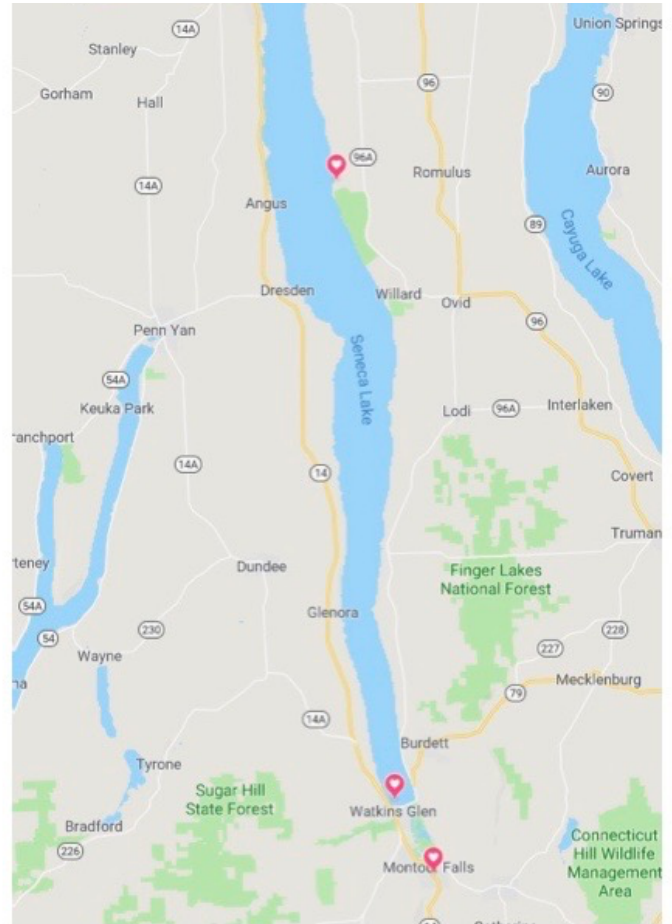 14A
Stanley
Union Springs
Gorham
Hall
96
90
96A
Romulus
Aurora
14A
Angus
89
Cayuga Lake
Dresden
Willard
Ovid
Penn Yan
96
Seneca Lake
54A
Keuka Park
Lodi
96A
Interlaken
ranchport
14A
14
Covert
Truman
rteney
Dundee
Finger Lakes
National Forest
54A
Glenora
54
230
228
Wayne
227
na
Mecklenburg
79
14A
Burdett
Tyrone
Sugar Hill
State Forest
Watkins Glen
Bradford
226
Connecticut
Hill Wildlife
Management
Area
Falls